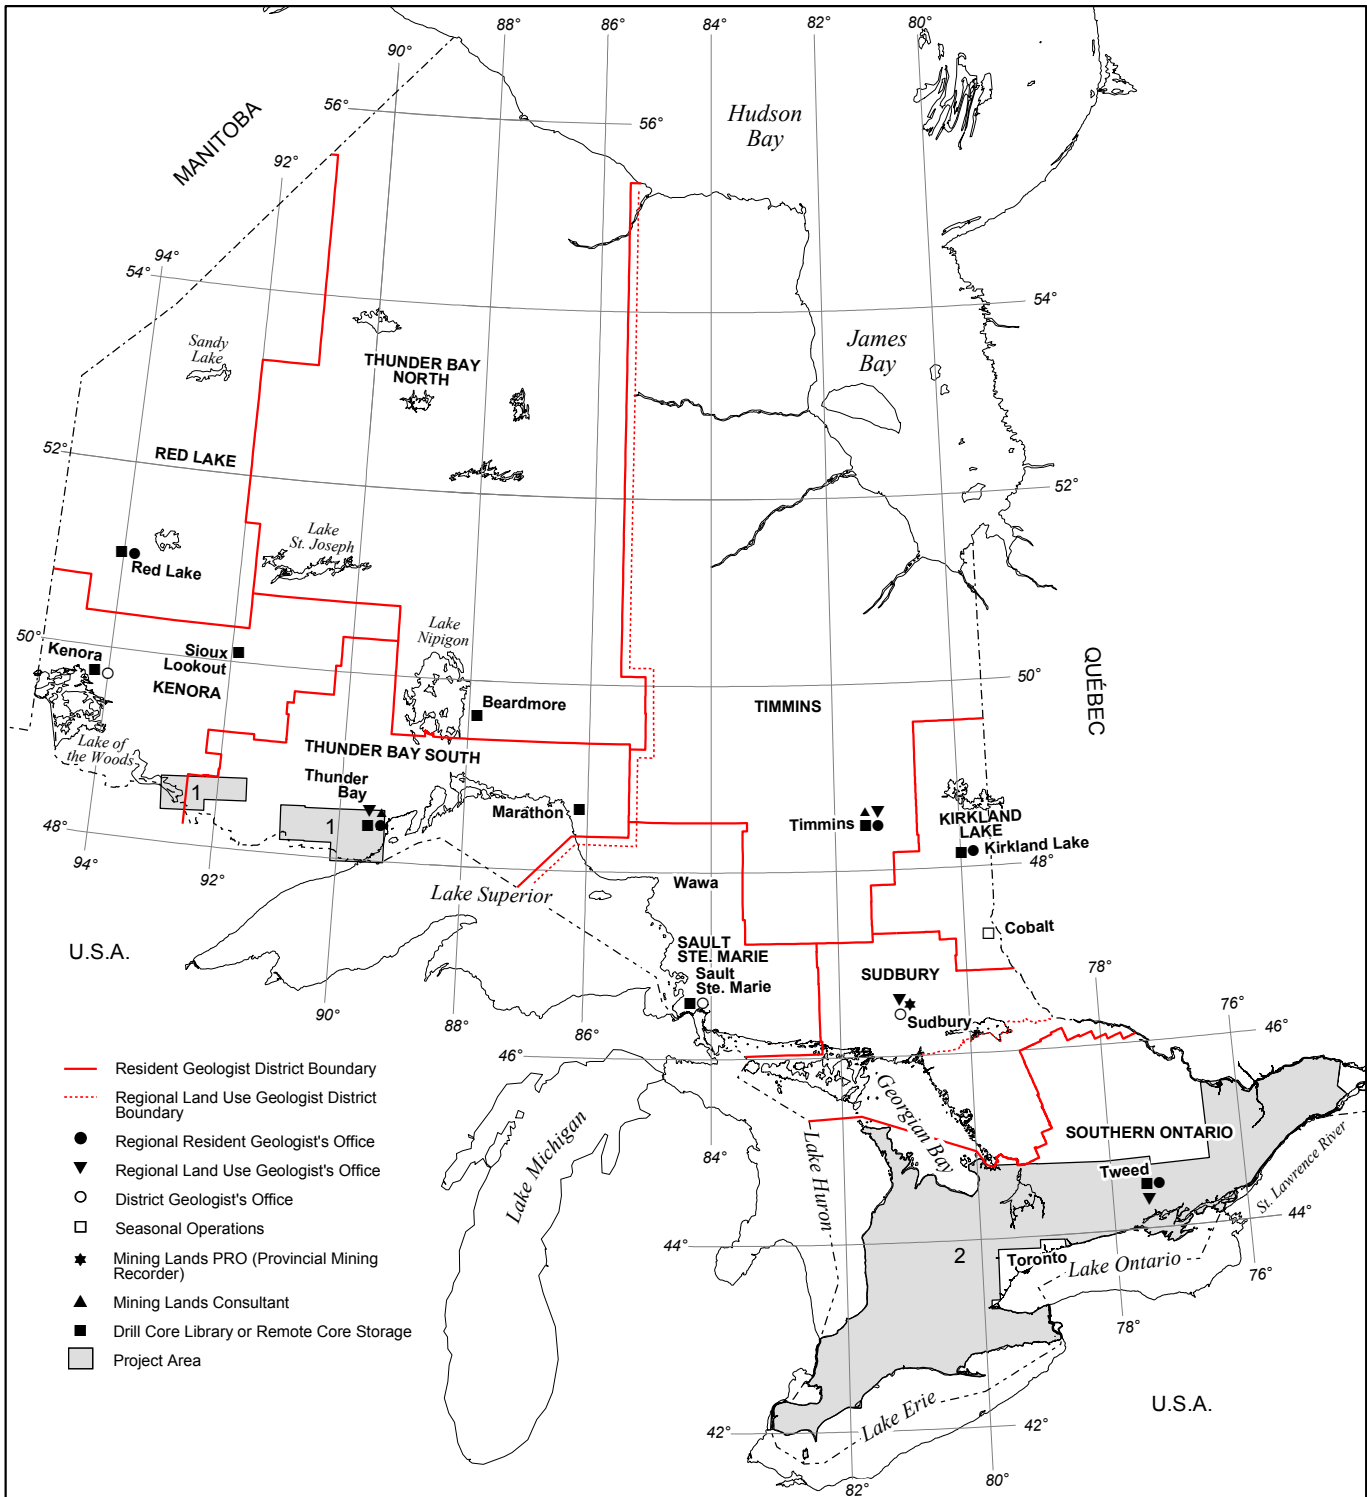 88°
86°
84°
82°
80°
90°
56°
56°
Hudson
Bay
MANITOBA
92°
94°
54°
54°
Sandy
Lake
THUNDER BAY
NORTH
James
Bay
52°
RED LAKE
52°
Lake
St. Joseph
Red Lake
50°
Kenora
Sioux
Lookout
KENORA
Lake
Nipigon
Beardmore
TIMMINS
50°
QUÉBEC
Lake of
the Woods
THUNDER BAY SOUTH
Thunder
Bay
1
1
Marathon
Timmins
KIRKLAND
LAKE
Kirkland Lake
48°
48°
94°
92°
Lake Superior
Wawa
Cobalt
U.S.A.
SAULT
STE. MARIE
Sault
Ste. Marie
SUDBURY
Sudbury
78°
76°
46°
90°
88°
86°
46°
Resident Geologist District Boundary
Regional Land Use Geologist District
Boundary
Regional Resident Geologist's Office
Regional Land Use Geologist's Office
District Geologist's Office
Seasonal Operations
Mining Lands PRO (Provincial Mining
Recorder)
Mining Lands Consultant
Drill Core Library or Remote Core Storage
Project Area
Lake Michigan
84°
Lake Huron
Georgian Bay
SOUTHERN ONTARIO
Tweed
St. Lawrence River
44°
44°
2
Toronto
Lake Ontario
76°
78°
Lake Erie
42°
42°
U.S.A.
80°
82°